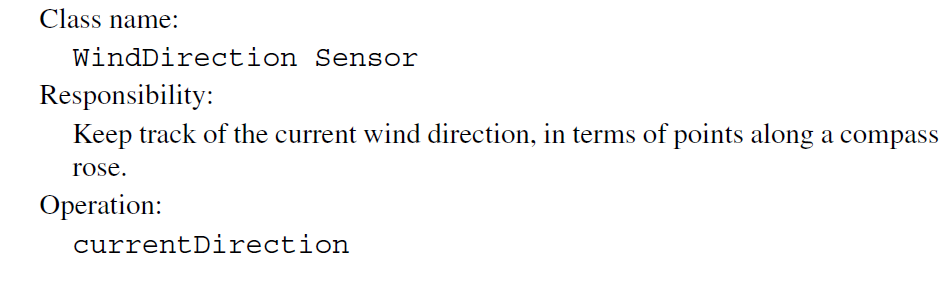 Class name:
WindDirection Sensor
Responsibility:
Keep track of the current wind direction, in terms of points along a compass
rose.
Operation:
currentDirection